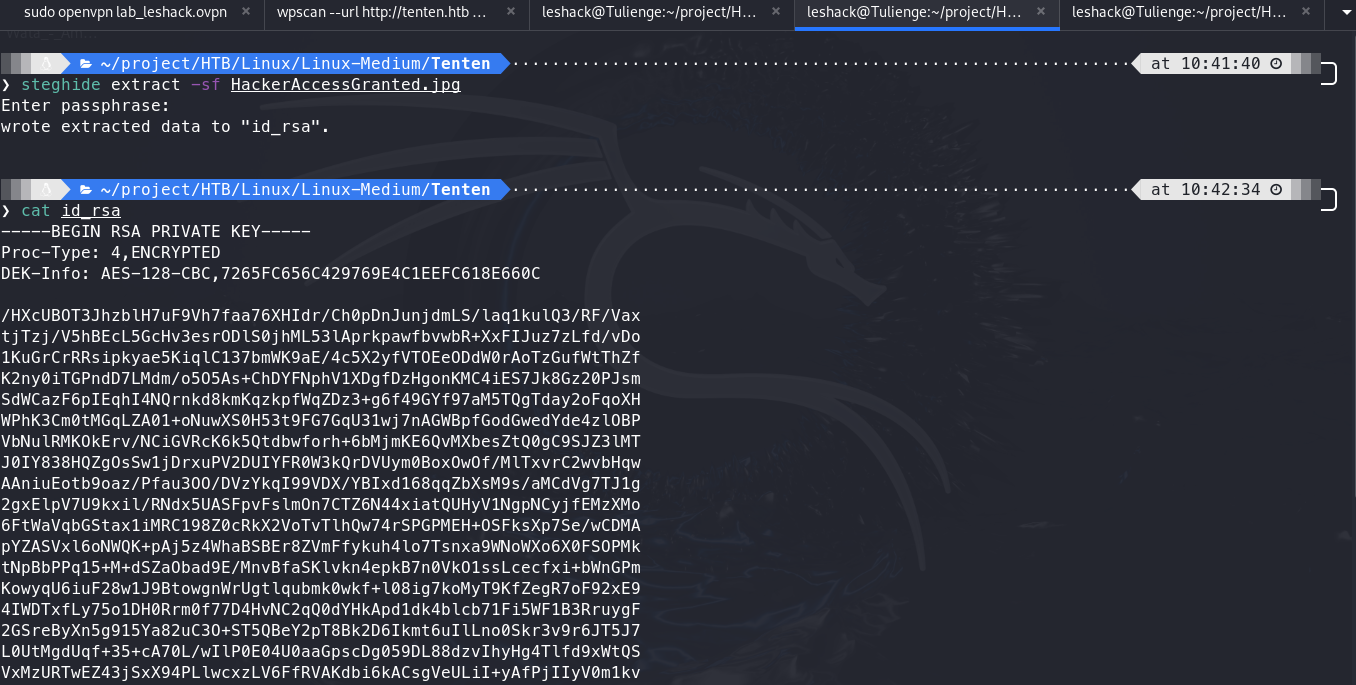 sudo openvpn lab_leshack.ovpn × wpscan --url http://tenten.htb ... × leshack@Tulienge:~/project/H... × leshack@Tulienge:~/project/H... × leshack@Tulienge:~/project/H... ×
~/project/HTB/Linux/Linux-Medium/Tenten at 10:41:40
❯ steghide extract -sf HackerAccessGranted.jpg
Enter passphrase:
wrote extracted data to "id_rsa".
~/project/HTB/Linux/Linux-Medium/Tenten at 10:42:34
❯ cat id_rsa
-----BEGIN RSA PRIVATE KEY-----
Proc-Type: 4,ENCRYPTED
DEK-Info: AES-128-CBC,7265FC656C429769E4C1EEFC618E660C
/HXcUBOT3JhzblH7uF9Vh7faa76XHIdr/Ch0pDnJunjdmLS/laq1kulQ3/RF/Vax
tjTzj/V5hBEcL5GcHv3esrODlS0jhML53lAprkpawfbvwbR+XxFIJuz7zLfd/vDo
1KuGrCrRRsipkyae5KiqlC137bmWK9aE/4c5X2yfVTOEeODdW0rAoTzGufWtThZf
K2ny0iTGPndD7LMdm/o5O5As+ChDYFNphV1XDgfDzHgonKMC4iES7Jk8Gz20PJsm
SdWCazF6pIEqhI4NQrnkd8kmKqzkpfWqZDz3+g6f49GYf97aM5TQgTday2oFqoXH
WPhK3Cm0tMGqLZA01+oNuwXS0H53t9FG7GqU31wj7nAGWBpfGodGwedYde4zlOBP
VbNulRMKOkErv/NCiGVRcK6k5Qtdbwforh+6bMjmKE6QvMXbesZtQ0gC9SJZ3lMT
J0IY838HQZgOsSw1jDrxuPV2DUIYFR0W3kQrDVUym0BoxOwOf/MlTxvrC2wvbHqw
AAniuEotb9oaz/Pfau3OO/DVzYkqI99VDX/YBIxd168qqZbXsM9s/aMCdVg7TJ1g
2gxElpV7U9kxil/RNdx5UASFpvFslmOn7CTZ6N44xiatQUHyV1NgpNCyjfEMzXMo
6FtWaVqbGStax1iMRC198Z0cRkX2VoTvTlhQw74rSPGPMEH+OSFksXp7Se/wCDMA
pYZASVxl6oNWQK+pAj5z4WhaBSBEr8ZVmFfykuh4lo7Tsnxa9WNoWXo6X0FSOPMk
tNpBbPPq15+M+dSZaObad9E/MnvBfaSKlvkn4epkB7n0VkO1ssLcecfxi+bWnGPm
KowyqU6iuF28w1J9BtowgnWrUgtlqubmk0wkf+l08ig7koMyT9KfZegR7oF92xE9
4IWDTxfLy75o1DH0Rrm0f77D4HvNC2qQ0dYHkApd1dk4blcb71Fi5WF1B3RruygF
2GSreByXn5g915Ya82uC3O+ST5QBeY2pT8Bk2D6Ikmt6uIlLno0Skr3v9r6JT5J7
L0UtMgdUqf+35+cA70L/wIlP0E04U0aaGpscDg059DL88dzvIhyHg4Tlfd9xWtQS
VxMzURTwEZ43jSxX94PLlwcxzLV6FfRVAKdbi6kACsgVeULiI+yAfPjIIyV0m1kv